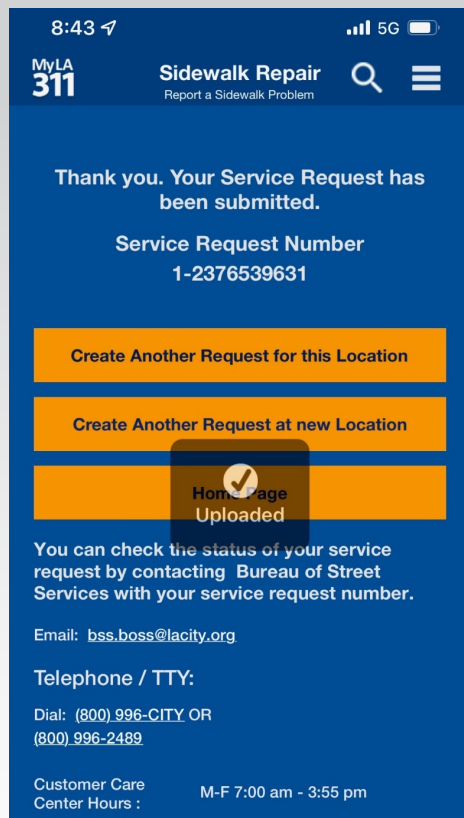 8:43
5G
MyLA
311
Sidewalk Repair
Report a Sidewalk Problem
Thank you. Your Service Request has
been submitted.
Service Request Number
1-2376539631
Create Another Request for this Location
Create Another Request at new Location
Home Page
Uploaded
You can check the status of your service
request by contacting Bureau of Street
Services with your service request number.
Email: bss.boss@lacity.org
Telephone / TTY:
Dial: (800) 996-CITY OR
(800) 996-2489
Customer Care
Center Hours :
M-F 7:00 am - 3:55 pm